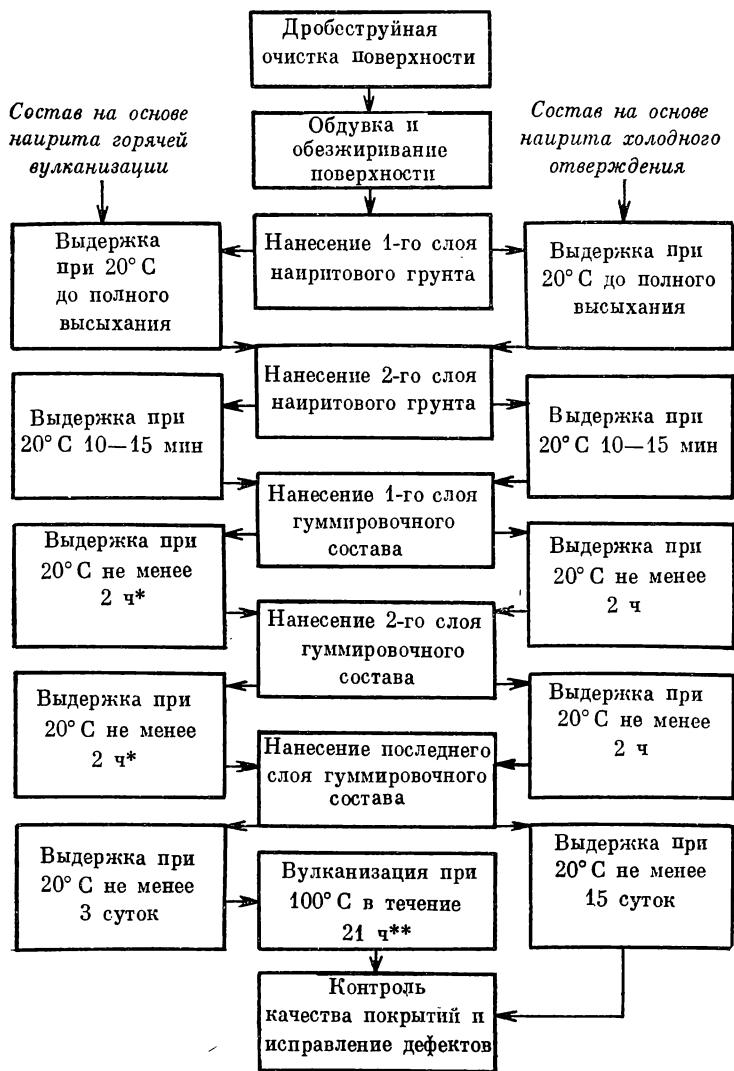 Дробеструйная
очистка поверхности
Состав на основе
наирита горячей
вулканизации
Обдувка и
обезжиривание
поверхности
Состав на основе
наирита холодного
отверждения
Выдержка
при 20° С
до полного
высыхания
Нанесение 1-го слоя
наиритового грунта
Выдержка при
20° С до полного
высыхания
Нанесение 2-го слоя
наиритового грунта
Выдержка при
20° С 10—15 мин
Выдержка при
20° С 10—15 мин
Нанесение 1-го слоя
гуммировочного
состава
Выдержка при
20° С не менее
2 ч*
Выдержка при
20° С не менее
2 ч
Нанесение 2-го слоя
гуммировочного
состава
Выдержка при
20° С не менее
2 ч*
Выдержка при
20° С не менее
2 ч
Нанесение последнего
слоя гуммировочного
состава
Выдержка при
20° С не менее
3 суток
Вулканизация при
100° С в течение
21 ч**
Выдержка при
20° С не менее
15 суток
Контроль
качества покрытий и
исправление дефектов